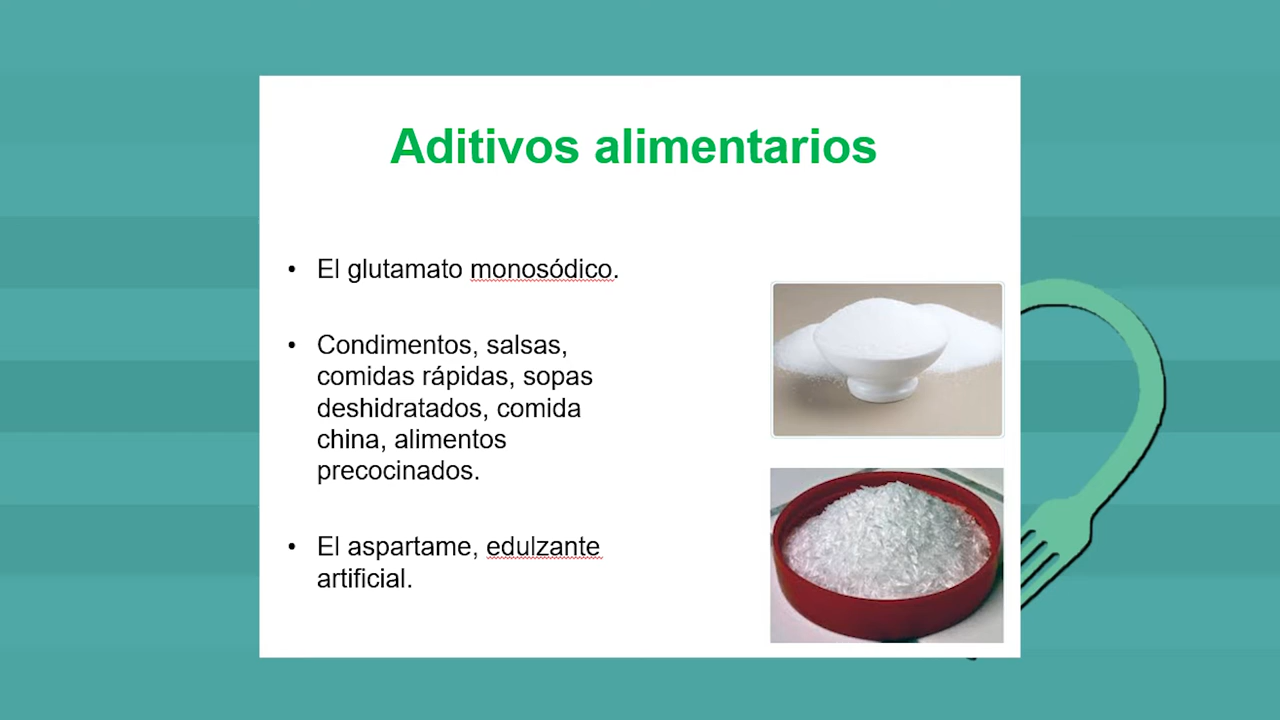 Aditivos alimentarios
• El glutamato monosódico.
• Condimentos, salsas,
comidas rápidas, sopas
deshidratados, comida
china, alimentos
precocinados.
• El aspartame, edulzante
artificial.